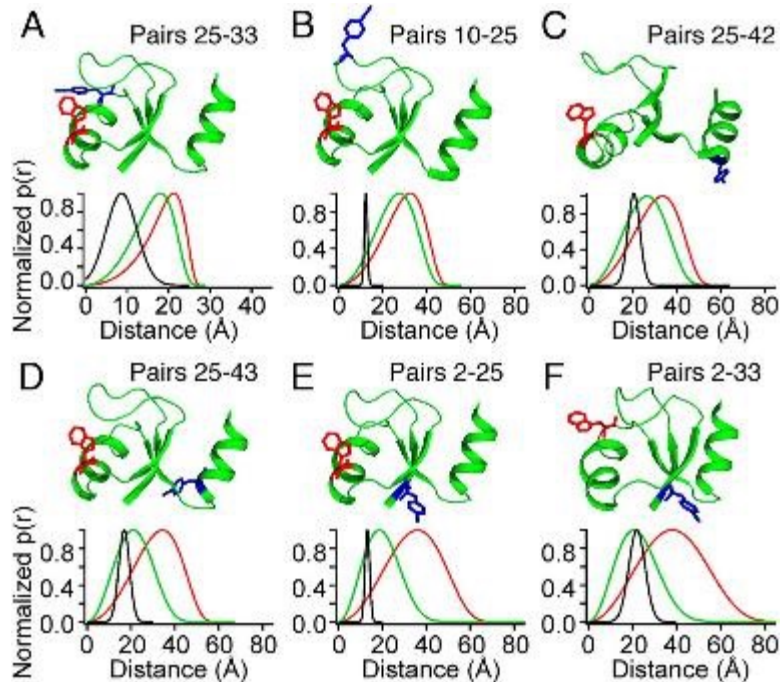 A Pairs 25-33
B Pairs 10-25
C Pairs 25-42
Normalized p(r)
0.8
0.4
0.0
0 10 20 30 40
Distance (Å)
0.8
0.4
0.0
0 20 40 60 80
Distance (Å)
0.8
0.4
0.0
0 20 40 60 80
Distance (Å)
D Pairs 25-43
E Pairs 2-25
F Pairs 2-33
Normalized p(r)
0.8
0.4
0.0
0 20 40 60 80
Distance (Å)
0.8
0.4
0.0
0 20 40 60 80
Distance (Å)
0.8
0.4
0.0
0 20 40 60 80
Distance (Å)